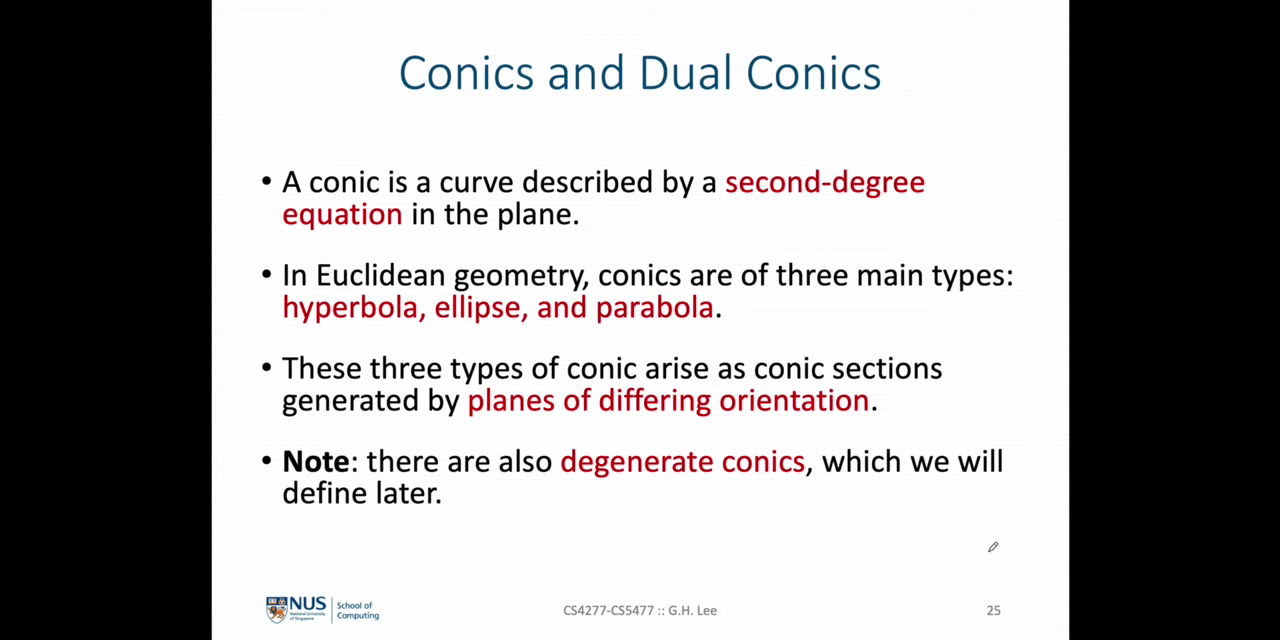 Conics and Dual Conics
• A conic is a curve described by a second-degree
equation in the plane.
• In Euclidean geometry, conics are of three main types:
hyperbola, ellipse, and parabola.
• These three types of conic arise as conic sections
generated by planes of differing orientation.
• Note: there are also degenerate conics, which we will
define later.
NUS
National University
of Singapore
School of
Computing
CS4277-CS5477 :: G.H. Lee
25